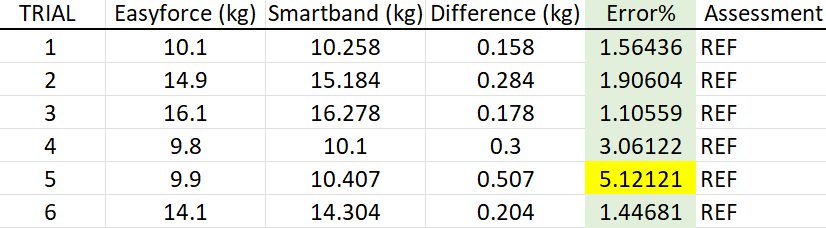 TRIAL Easyforce (kg) Smartband (kg) Difference (kg) Error% Assessment
1 10.1 10.258 0.158 1.56436 REF
2 14.9 15.184 0.284 1.90604 REF
3 16.1 16.278 0.178 1.10559 REF
4 9.8 10.1 0.3 3.06122 REF
5 9.9 10.407 0.507 5.12121 REF
6 14.1 14.304 0.204 1.44681 REF